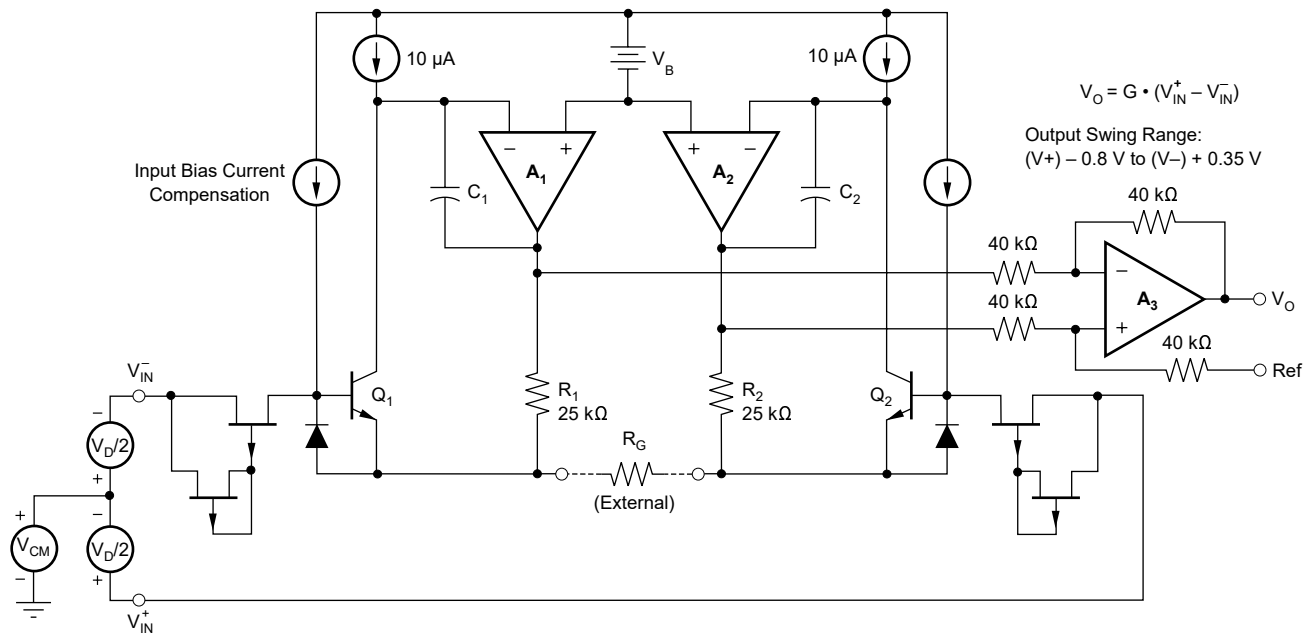 10 µA
V_B
10 µA
V_O = G • (V_IN^+ – V_IN^–)
Output Swing Range:
(V+) – 0.8 V to (V–) + 0.35 V
Input Bias Current
Compensation
C_1
– +
A_1
+ –
A_2
C_2
40 kΩ
40 kΩ
–
A_3
V_O
40 kΩ
+
40 kΩ
Ref
V_IN^–
Q_1
R_1
25 kΩ
R_2
25 kΩ
Q_2
–
V_D/2
+
R_G
(External)
+
V_CM
–
–
V_D/2
+
V_IN^+